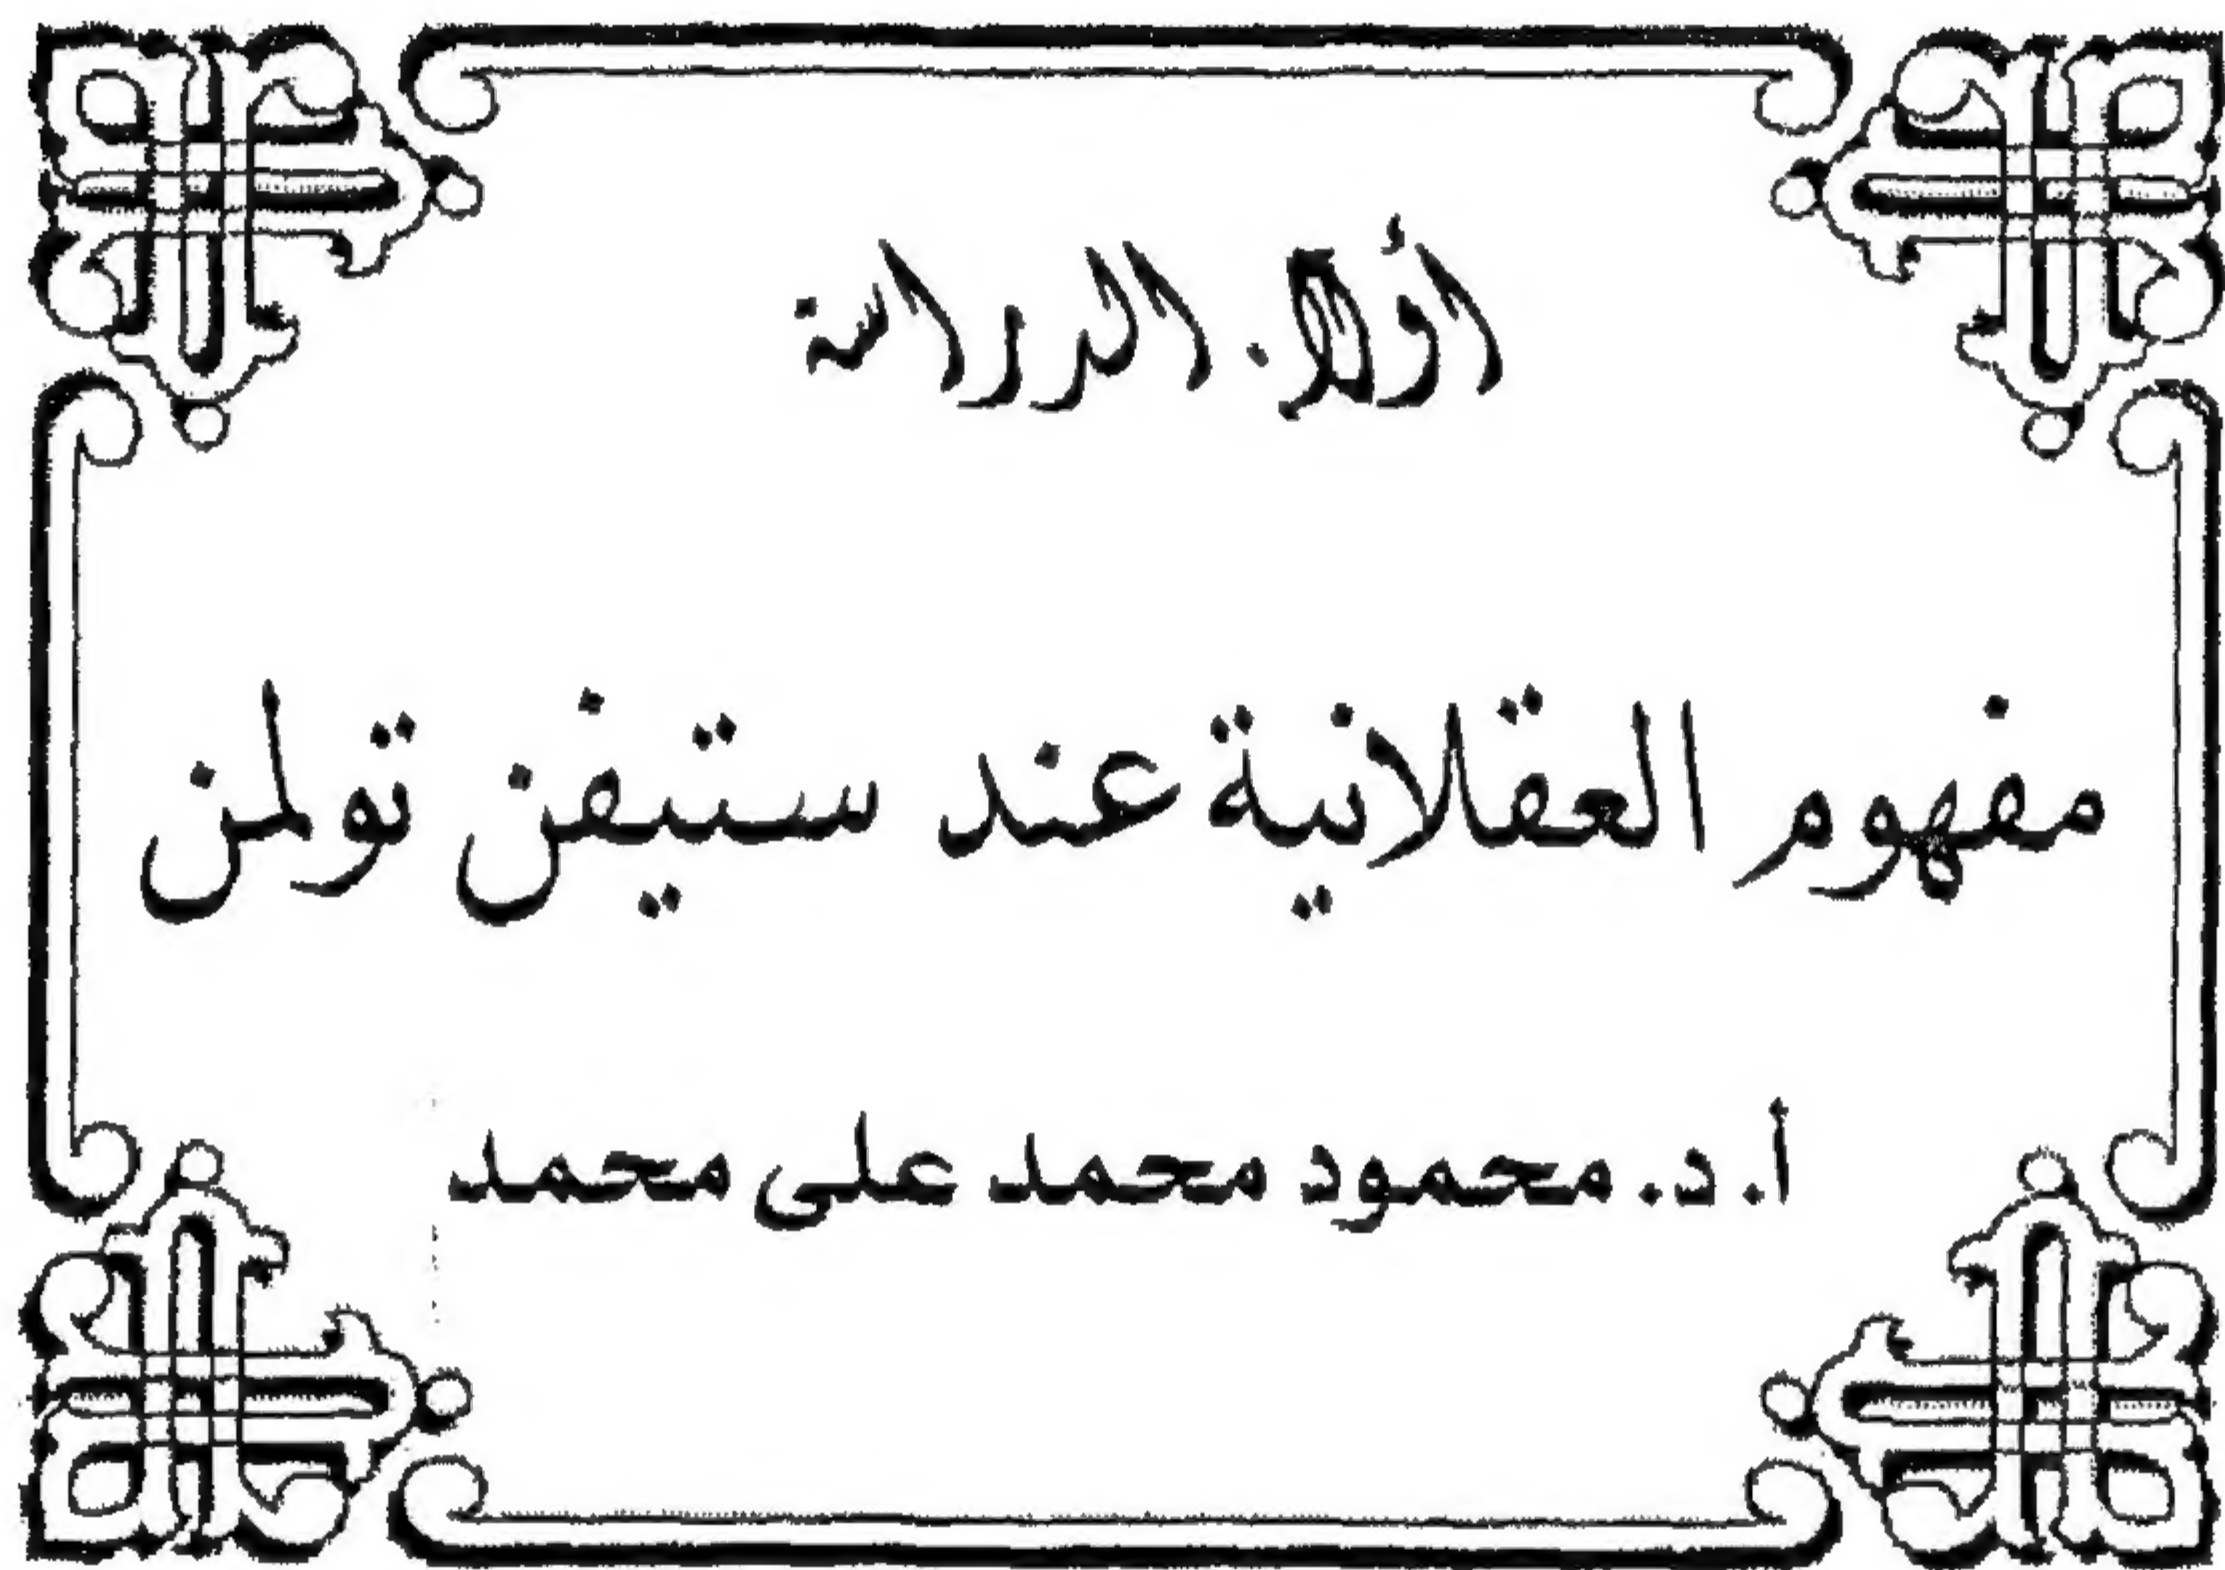 أولا. الدراسة
مفهوم العقلانية عند ستيفن تولمن
أ.د. محمود محمد على محمد